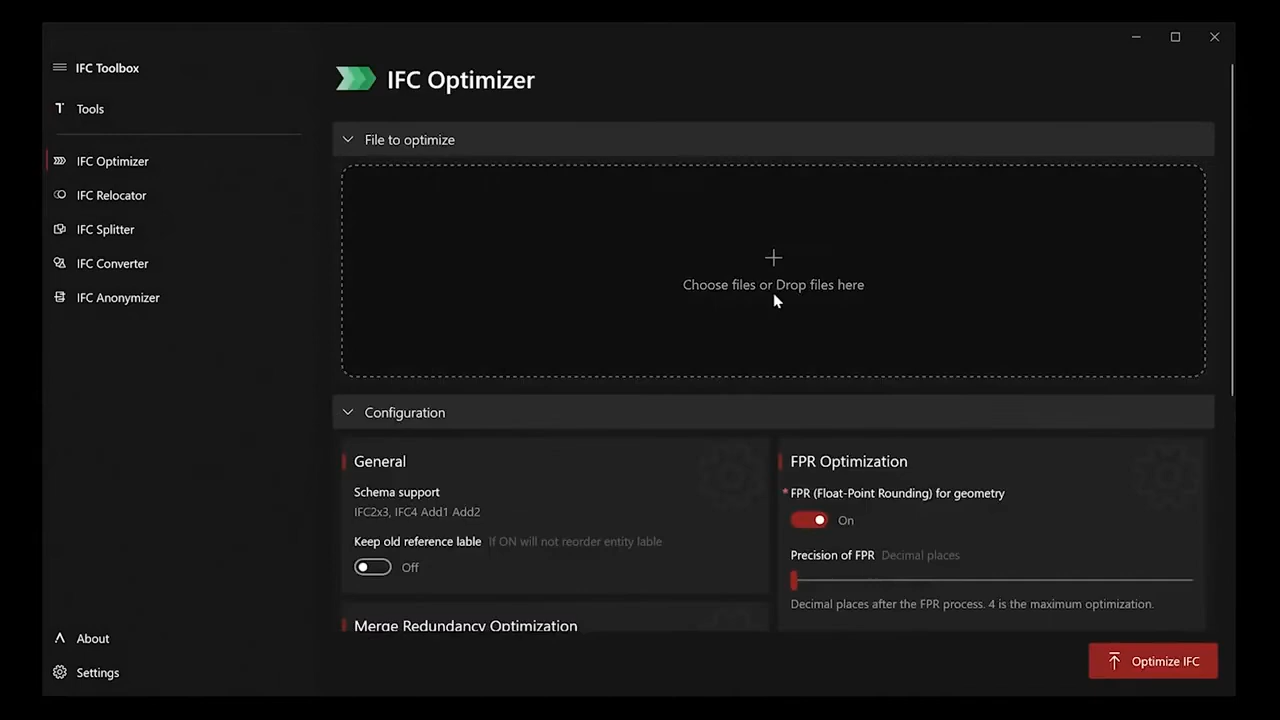 IFC Toolbox
Tools
IFC Optimizer
IFC Relocator
IFC Splitter
IFC Converter
IFC Anonymizer
About
Settings
IFC Optimizer
File to optimize
Choose files or Drop files here
Configuration
General
Schema support
IFC2x3, IFC4 Add1 Add2
Keep old reference lable If ON will not reorder entity lable
Off
Merge Redundancy Optimization
FPR Optimization
* FPR (Float-Point Rounding) for geometry
On
Precision of FPR Decimal places
Decimal places after the FPR process. 4 is the maximum optimization.
Optimize IFC